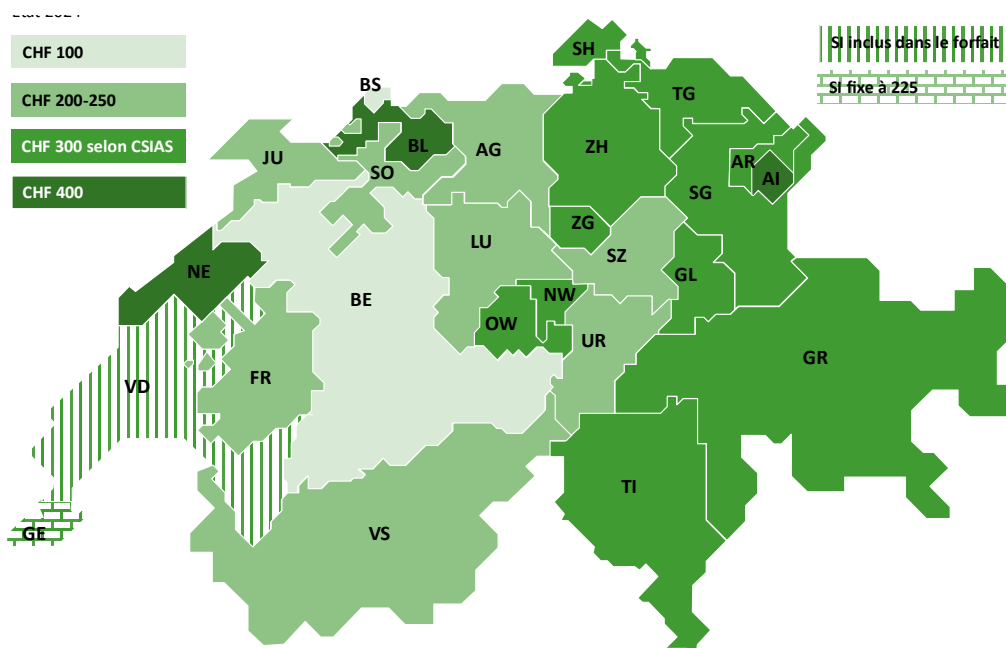 CHF 100
CHF 200-250
CHF 300 selon CSIAS
CHF 400
SI inclus dans le forfait
SI fixe à 225
SH
BS
TG
BL
AG
ZH
JU
SO
AR
AI
SG
ZG
LU
SZ
NE
GL
BE
NW
OW
UR
GR
VD
FR
TI
GE
VS